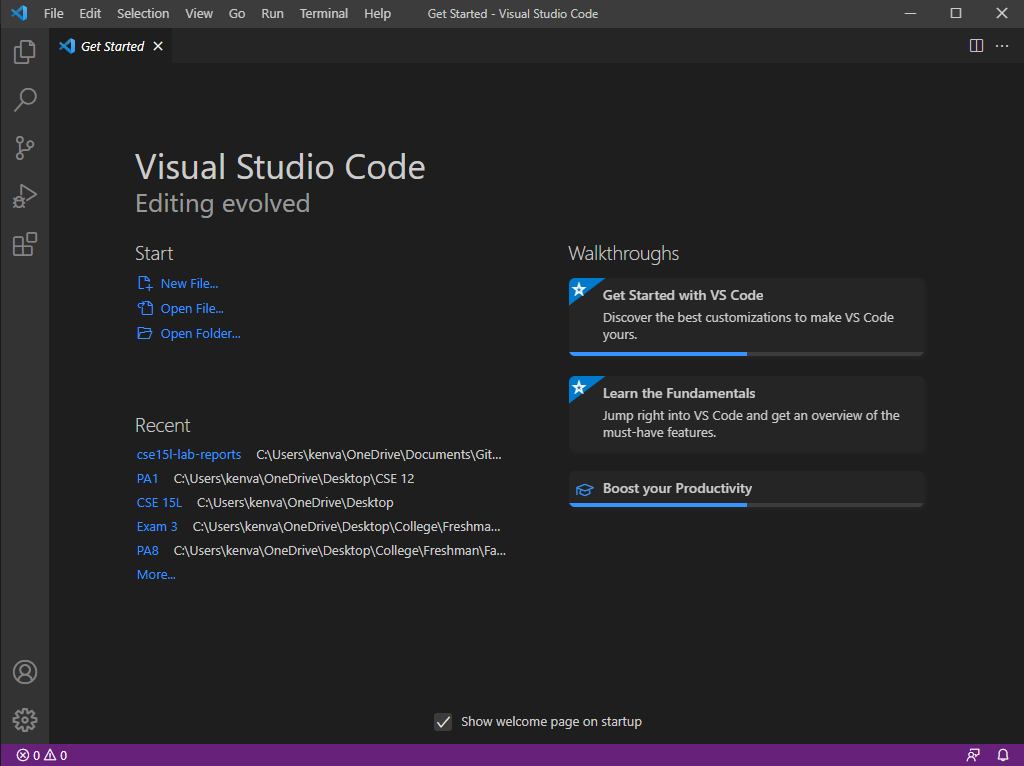 File Edit Selection View Go Run Terminal Help Get Started - Visual Studio Code
Get Started
Visual Studio Code
Editing evolved
Start
New File...
Open File...
Open Folder...
Recent
cse15l-lab-reports C:\Users\kenva\OneDrive\Documents\Git...
PA1 C:\Users\kenva\OneDrive\Desktop\CSE 12
CSE 15L C:\Users\kenva\OneDrive\Desktop
Exam 3 C:\Users\kenva\OneDrive\Desktop\College\Freshma...
PA8 C:\Users\kenva\OneDrive\Desktop\College\Freshman\Fa...
More...
Walkthroughs
Get Started with VS Code
Discover the best customizations to make VS Code
yours.
Learn the Fundamentals
Jump right into VS Code and get an overview of the
must-have features.
Boost your Productivity
Show welcome page on startup
0 0